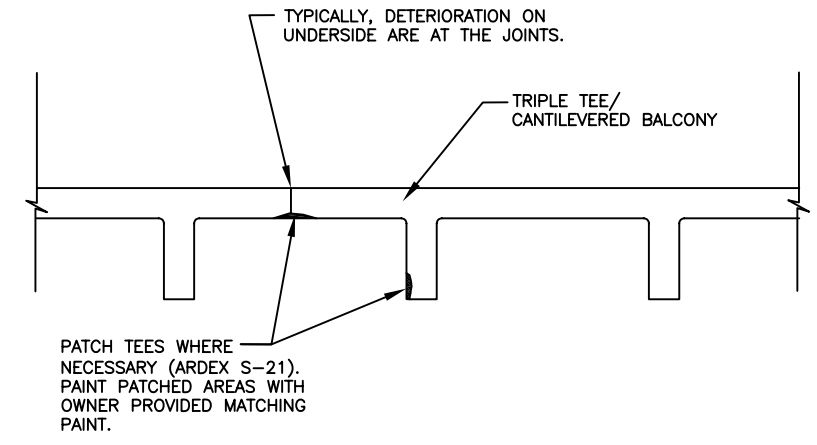 TYPICALLY, DETERIORATION ON
UNDERSIDE ARE AT THE JOINTS.
TRIPLE TEE/
CANTILEVERED BALCONY
PATCH TEES WHERE
NECESSARY (ARDEX S-21).
PAINT PATCHED AREAS WITH
OWNER PROVIDED MATCHING
PAINT.